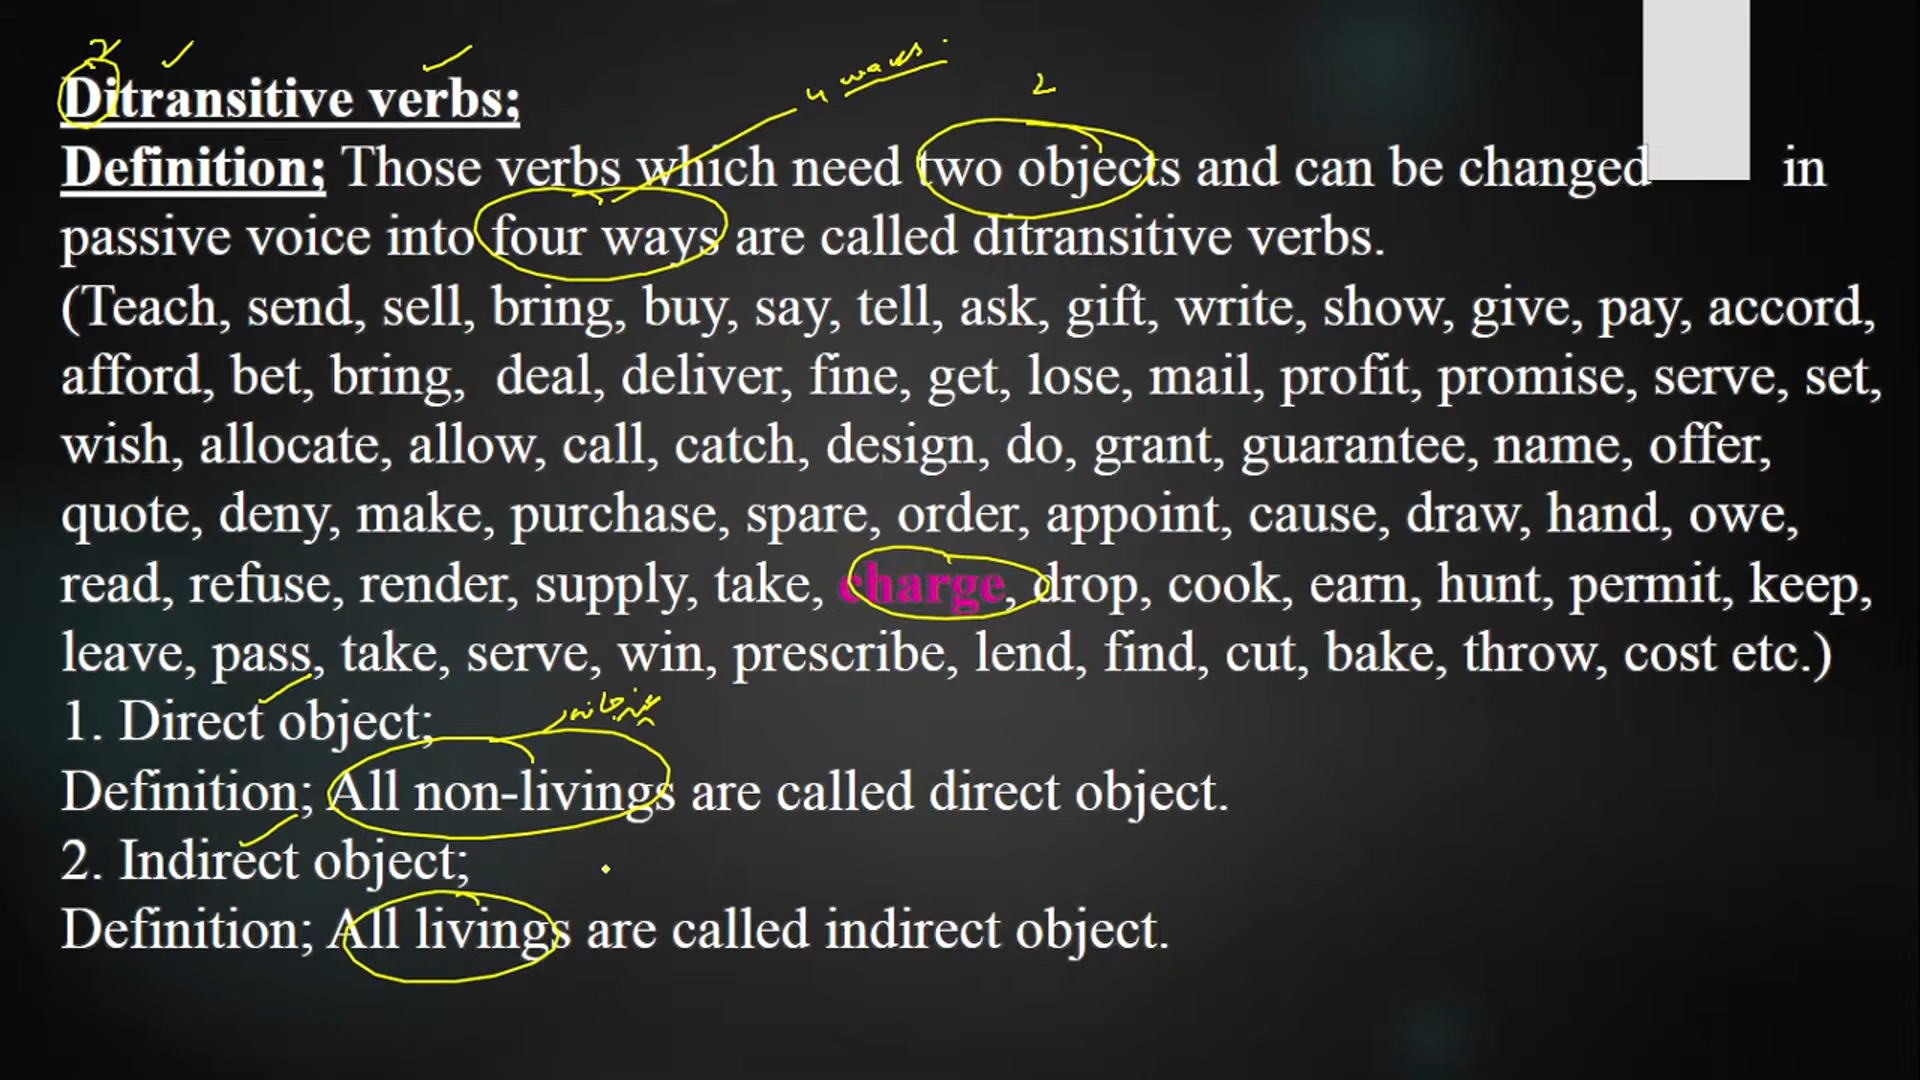 2
4 ways.
2
Ditransitive verbs;
Definition; Those verbs which need two objects and can be changed in
passive voice into four ways are called ditransitive verbs.
(Teach, send, sell, bring, buy, say, tell, ask, gift, write, show, give, pay, accord,
afford, bet, bring, deal, deliver, fine, get, lose, mail, profit, promise, serve, set,
wish, allocate, allow, call, catch, design, do, grant, guarantee, name, offer,
quote, deny, make, purchase, spare, order, appoint, cause, draw, hand, owe,
read, refuse, render, supply, take, charge, drop, cook, earn, hunt, permit, keep,
leave, pass, take, serve, win, prescribe, lend, find, cut, bake, throw, cost etc.)
1. Direct object;
Definition; All non-livings are called direct object.
2. Indirect object;
Definition; All livings are called indirect object.